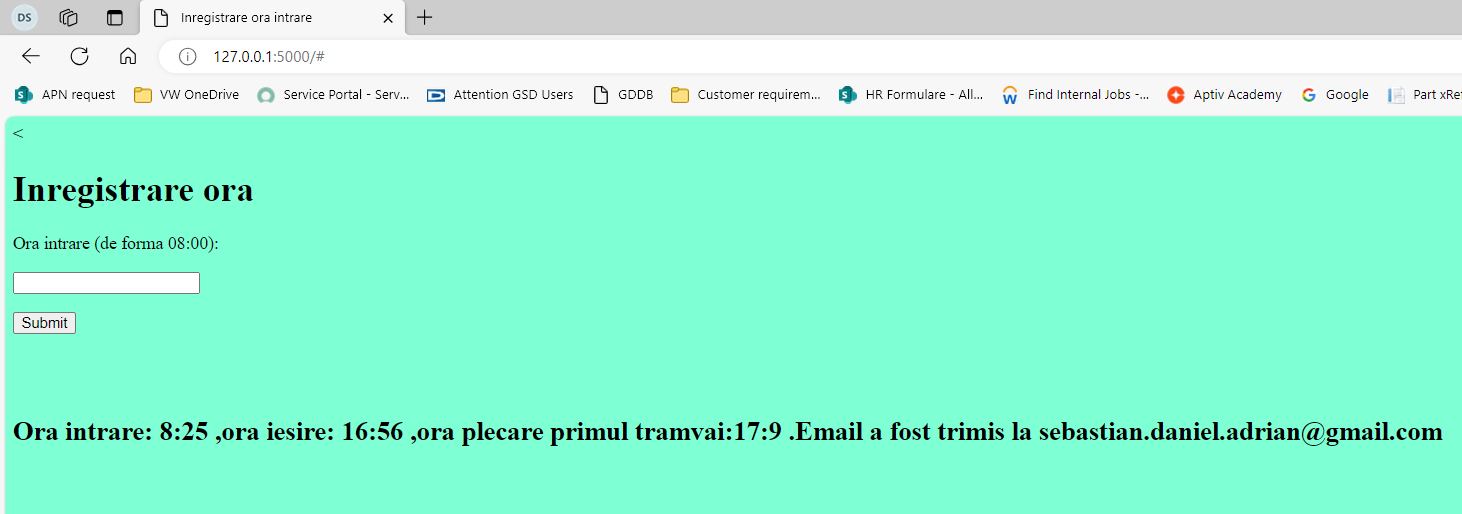 DS
Inregistrare ora intrare
127.0.0.1:5000/#
APN request VW OneDrive Service Portal - Serv... Attention GSD Users GDDB Customer requirem... HR Formulare - All... Find Internal Jobs -... Aptiv Academy Google Part xRef
<
Inregistrare ora
Ora intrare (de forma 08:00):
Submit
Ora intrare: 8:25 ,ora iesire: 16:56 ,ora plecare primul tramvai:17:9 .Email a fost trimis la sebastian.daniel.adrian@gmail.com